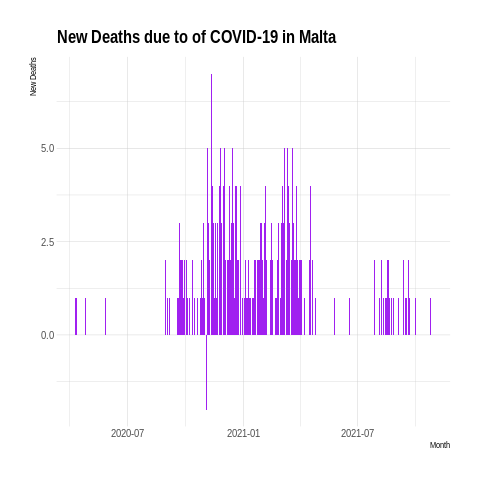 New Deaths due to of COVID-19 in Malta
New Deaths
5.0
2.5
0.0
2020-07
2021-01
2021-07
Month